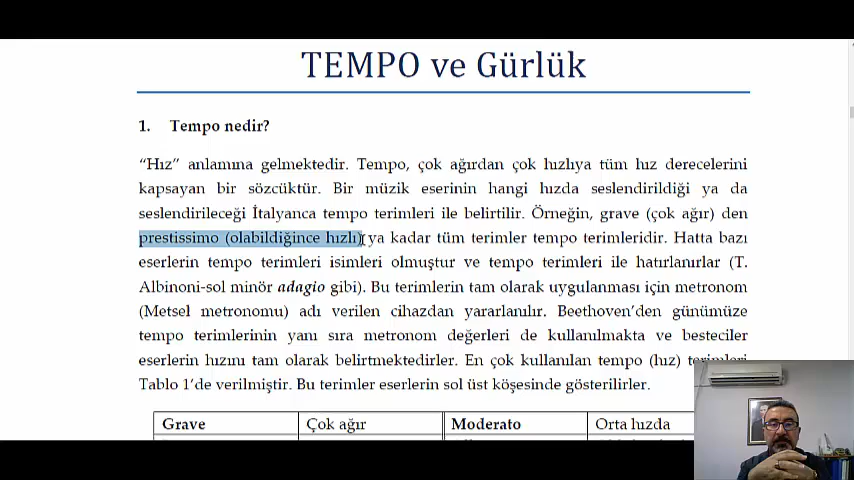 TEMPO ve Gürlük
1. Tempo nedir?
“Hız” anlamına gelmektedir. Tempo, çok ağırdan çok hızlıya tüm hız derecelerini
kapsayan bir sözcüktür. Bir müzik eserinin hangi hızda seslendirildiği ya da
seslendirileceği İtalyanca tempo terimleri ile belirtilir. Örneğin, grave (çok ağır) den
prestissimo (olabildiğince hızlı) ya kadar tüm terimler tempo terimleridir. Hatta bazı
eserlerin tempo terimleri isimleri olmuştur ve tempo terimleri ile hatırlanırlar (T.
Albinoni-sol minör adagio gibi). Bu terimlerin tam olarak uygulanması için metronom
(Metsel metronomu) adı verilen cihazdan yararlanılır. Beethoven’den günümüze
tempo terimlerinin yanı sıra metronom değerleri de kullanılmakta ve besteciler
eserlerin hızını tam olarak belirtmektedirler. En çok kullanılan tempo (hız) terimleri
Tablo 1’de verilmiştir. Bu terimler eserlerin sol üst köşesinde gösterilirler.
Grave Çok ağır Moderato Orta hızda